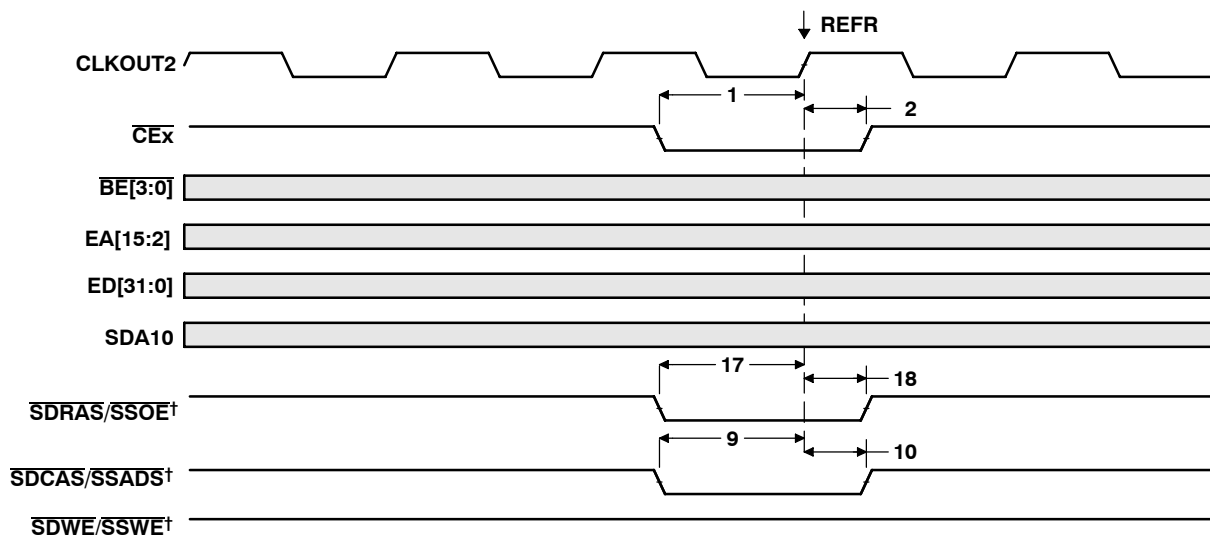 REFR
CLKOUT2
1
2
CEx
BE[3:0]
EA[15:2]
ED[31:0]
SDA10
17
18
SDRAS/SSOE†
9
10
SDCAS/SSADS†
SDWE/SSWE†